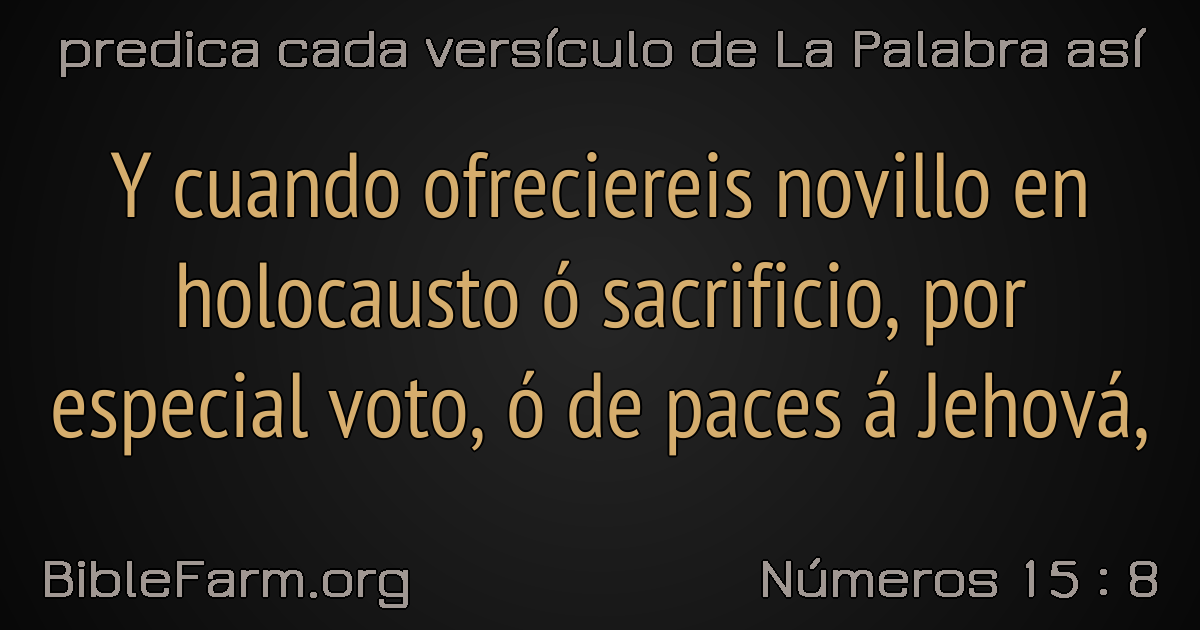 predica cada versículo de La Palabra así
Y cuando ofreciereis novillo en
holocausto ó sacrificio, por
especial voto, ó de paces á Jehová,
BibleFarm.org
Números 15 : 8